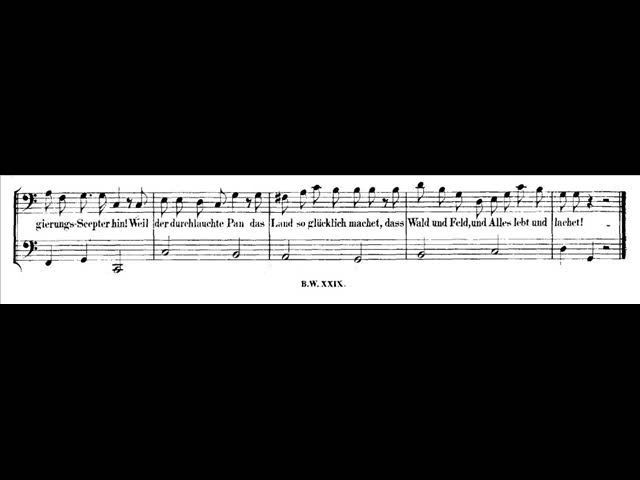 gierungs-Scepter hin! Weil der durchlauchte Pan das Land so glücklich machet, dass Wald und Feld, und Alles lebt und lachet!
B.W. XXIX.